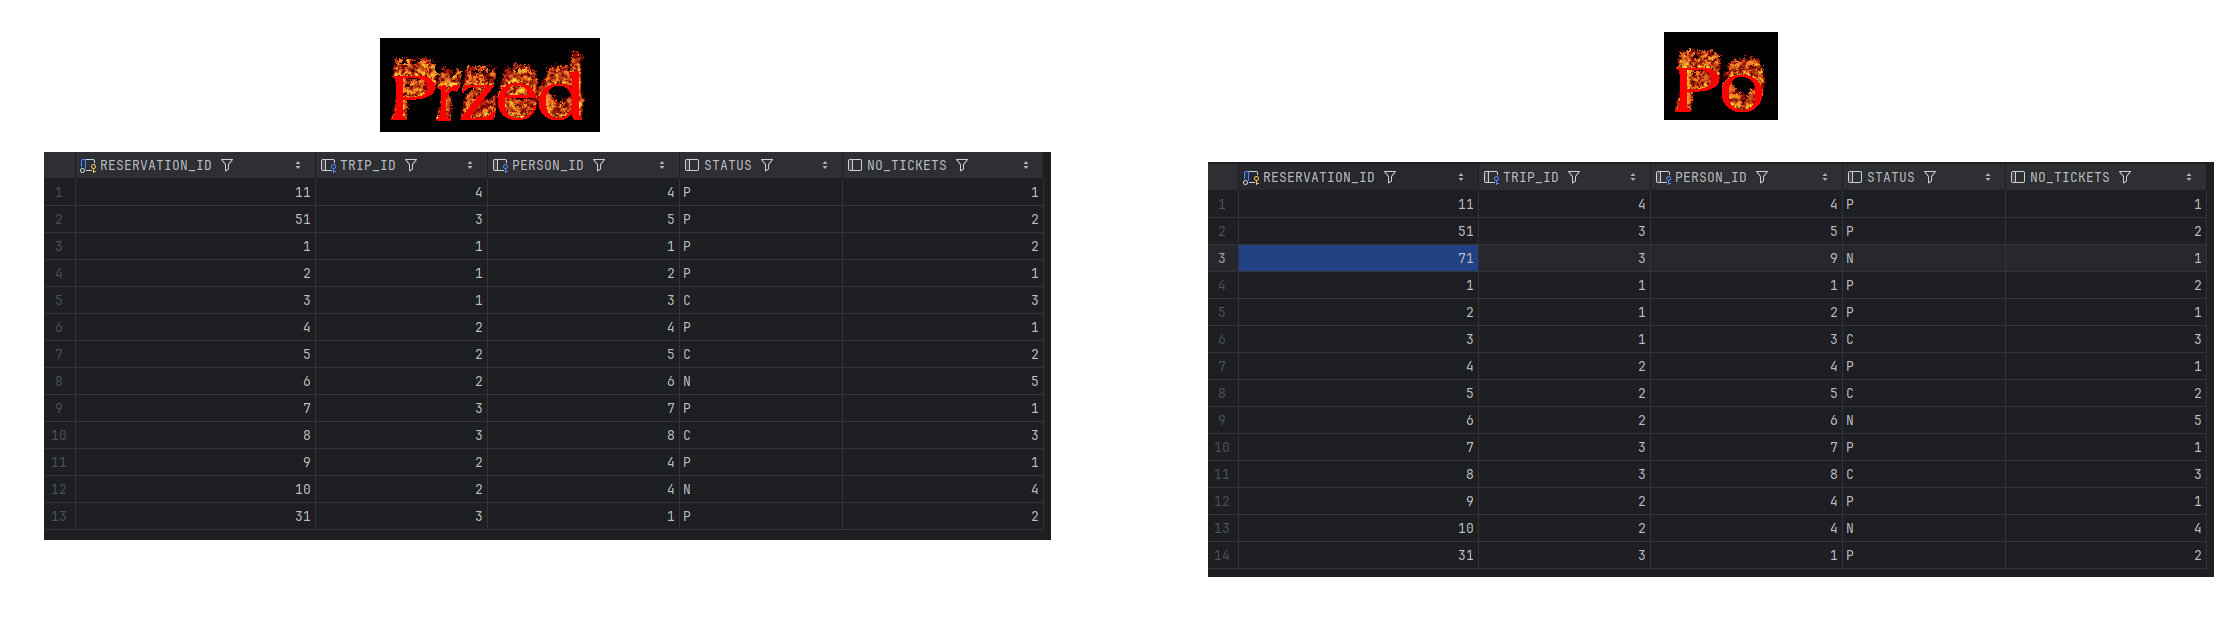 Przed
RESERVATION_ID TRIP_ID PERSON_ID STATUS NO_TICKETS
1 11 4 4 P 1
2 51 3 5 P 2
3 1 1 1 P 2
4 2 1 2 P 1
5 3 1 3 C 3
6 4 2 4 P 1
7 5 2 5 C 2
8 6 2 6 N 5
9 7 3 7 P 1
10 8 3 8 C 3
11 9 2 4 P 1
12 10 2 4 N 4
13 31 3 1 P 2
Po
RESERVATION_ID TRIP_ID PERSON_ID STATUS NO_TICKETS
1 11 4 4 P 1
2 51 3 5 P 2
3 71 3 9 N 1
4 1 1 1 P 2
5 2 1 2 P 1
6 3 1 3 C 3
7 4 2 4 P 1
8 5 2 5 C 2
9 6 2 6 N 5
10 7 3 7 P 1
11 8 3 8 C 3
12 9 2 4 P 1
13 10 2 4 N 4
14 31 3 1 P 2